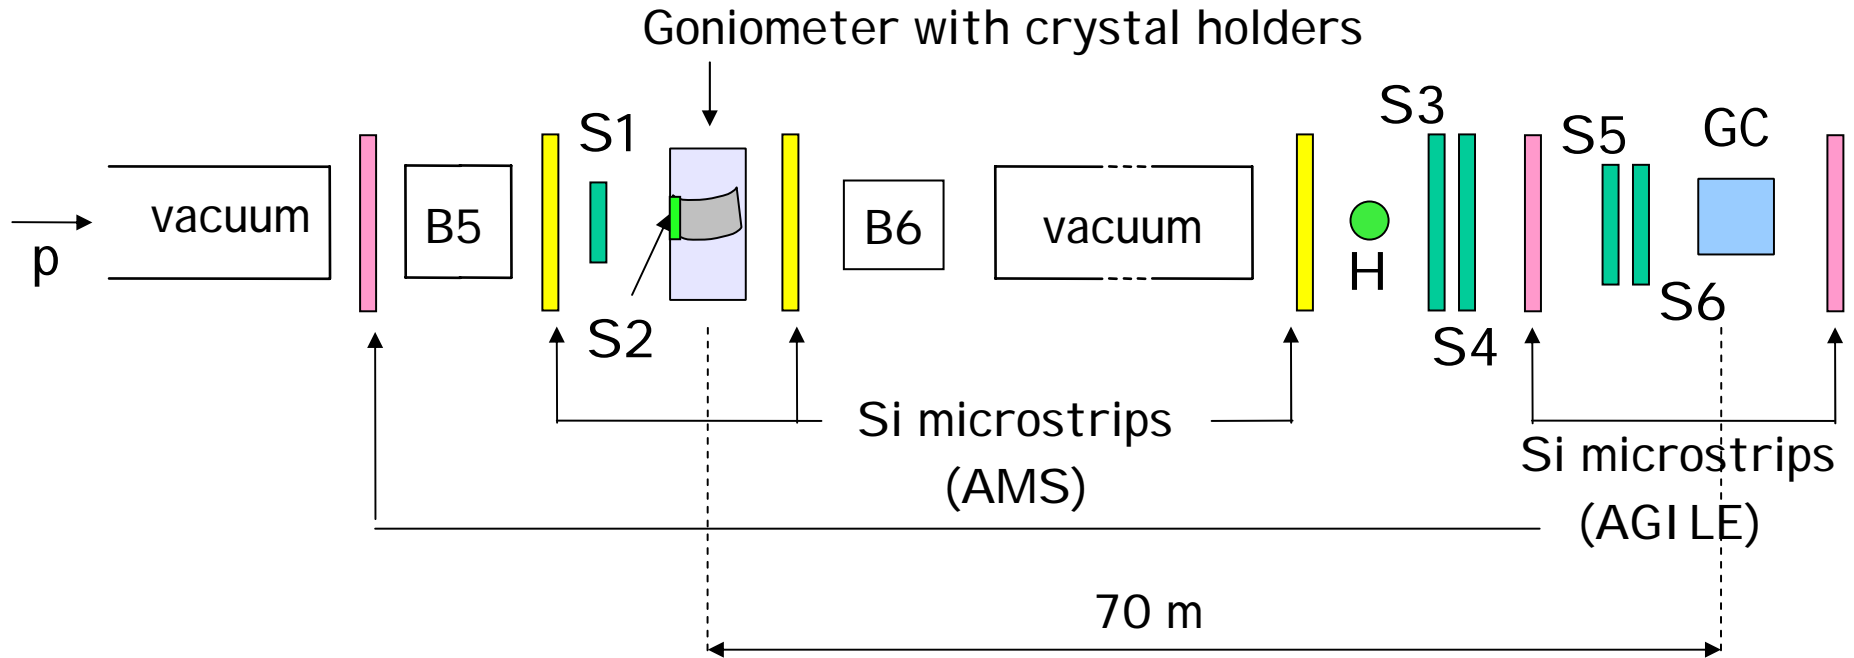 Goniometer with crystal holders
S1
S3
GC
S5
vacuum
B5
B6
vacuum
p
H
S2
S4
S6
Si microstrips
(AMS)
Si microstrips
(AGILE)
70 m